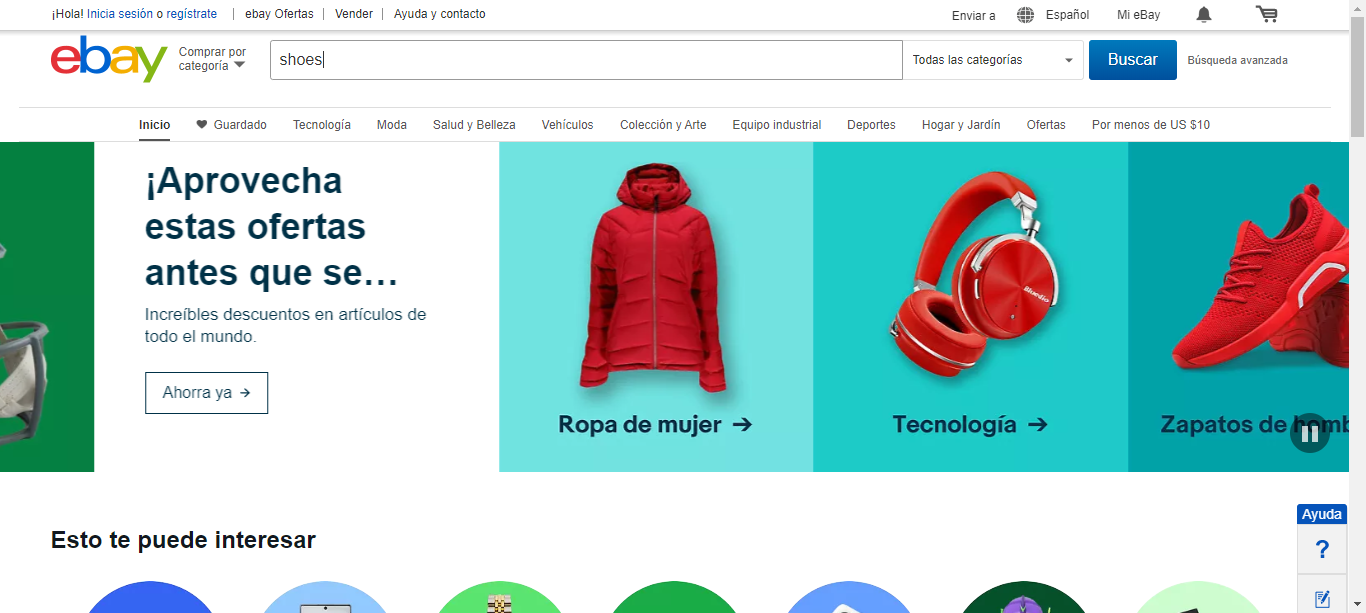 ¡Hola! Inicia sesión o regístrate
ebay Ofertas
Vender
Ayuda y contacto
Enviar a
Español
Mi eBay
ebay
Comprar por
categoría
shoes
Todas las categorías
Buscar
Búsqueda avanzada
Inicio
Guardado
Tecnología
Moda
Salud y Belleza
Vehículos
Colección y Arte
Equipo industrial
Deportes
Hogar y Jardín
Ofertas
Por menos de US $10
¡Aprovecha
estas ofertas
antes que se…
Increíbles descuentos en artículos de
todo el mundo.
Ahorra ya →
Ropa de mujer →
Bluedio
Tecnología →
Zapatos de homb
Ayuda
?
Esto te puede interesar